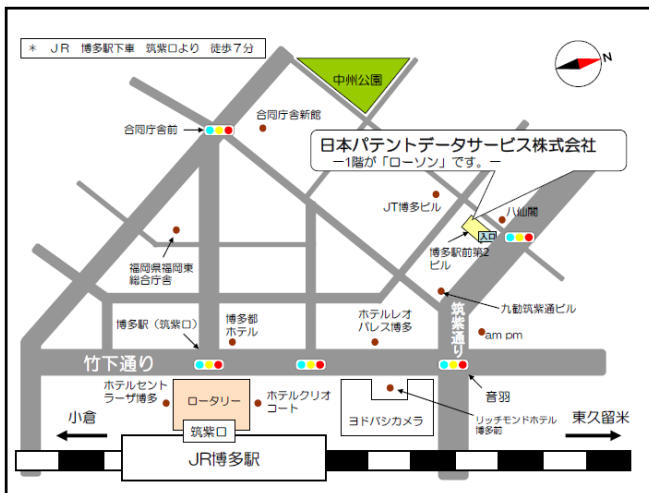 ＊　ＪＲ　博多駅下車　筑紫口より　徒歩７分
中州公園
N
合同庁舎前
合同庁舎新館
日本パテントデータサービス株式会社
―1階が「ローソン」です。―
JT博多ビル
八仙閣
入口
博多駅前第2
ビル
福岡県福岡東
総合庁舎
九勧筑紫通ビル
筑紫通り
am pm
博多駅（筑紫口）
博多都
ホテル
ホテルレオ
パレス博多
竹下通り
ホテルセント
ラーザ博多
ロータリー
ホテルクリオ
コート
ヨドバシカメラ
リッチモンドホテル
博多前
音羽
小倉
筑紫口
東久留米
JR博多駅